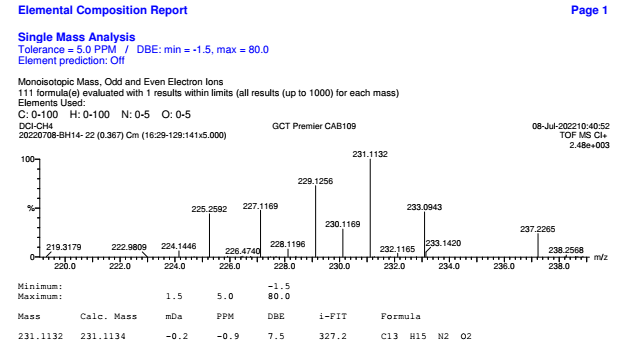 Elemental Composition Report Page 1
Single Mass Analysis
Tolerance = 5.0 PPM / DBE: min = -1.5, max = 80.0
Element prediction: Off
Monoisotopic Mass, Odd and Even Electron Ions
111 formula(e) evaluated with 1 results within limits (all results (up to 1000) for each mass)
Elements Used:
C: 0-100 H: 0-100 N: 0-5 O: 0-5
DCI-CH4 GCT Premier CAB109 08-Jul-202210:40:52
20220708-BH14- 22 (0.367) Cm (16:29-129:141x5.000) TOF MS CI+
2.48e+003
100
%
0
231.1132
229.1256
225.2592
227.1169
233.0943
230.1169
237.2265
219.3179
222.9809
224.1446
226.4740
228.1196
232.1165
233.1420
238.2568
m/z
220.0 222.0 224.0 226.0 228.0 230.0 232.0 234.0 236.0 238.0
Minimum: -1.5
Maximum: 1.5 5.0 80.0
Mass Calc. Mass mDa PPM DBE i-FIT Formula
231.1132 231.1134 -0.2 -0.9 7.5 327.2 C13 H15 N2 O2